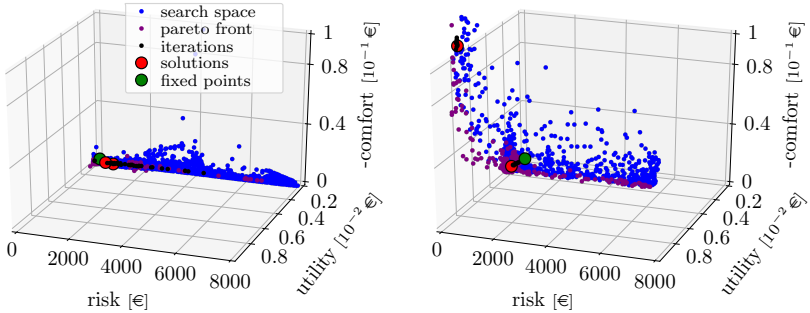 search space
pareto front
iterations
solutions
fixed points
1
0.8
0.4
0
-comfort [10⁻¹ €]
0.2
0.4
0.6
0.8
utility [10⁻² €]
0
2000
4000
6000
8000
risk [€]
1
0.8
0.4
0
-comfort [10⁻¹ €]
0.2
0.4
0.6
0.8
utility [10⁻² €]
0
2000
4000
6000
8000
risk [€]